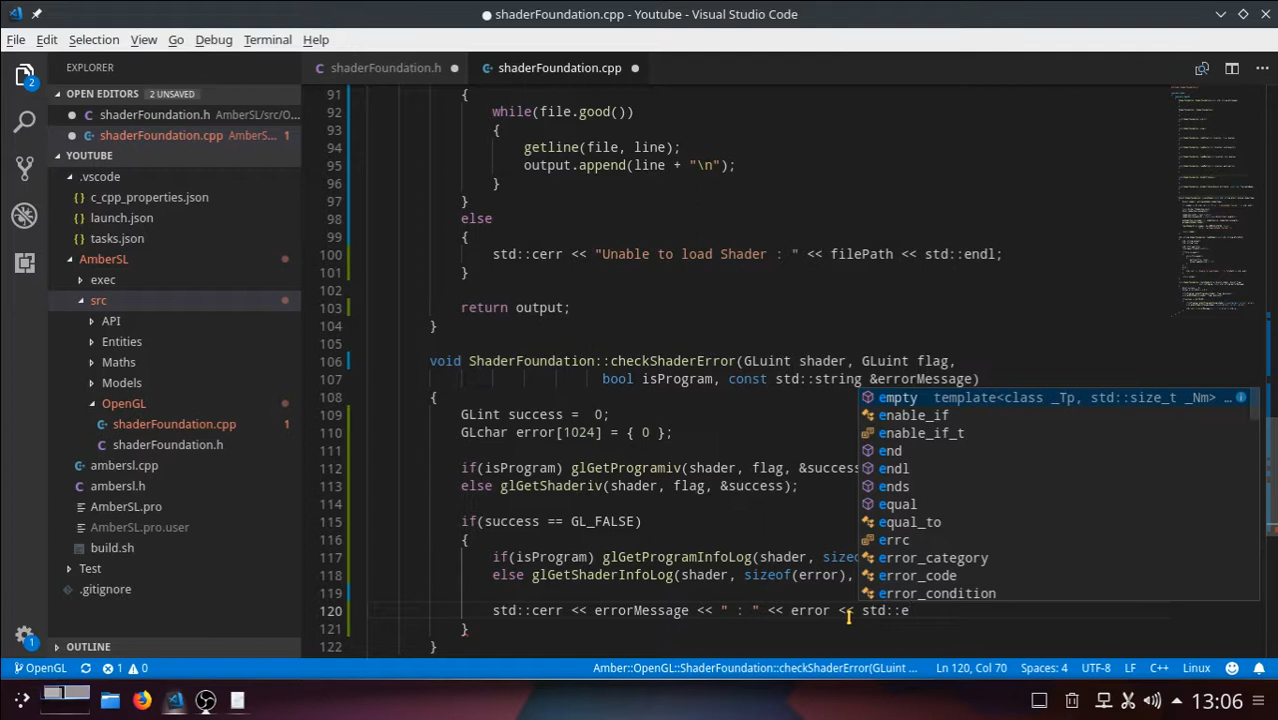 shaderFoundation.cpp - Youtube - Visual Studio Code
File Edit Selection View Go Debug Terminal Help
EXPLORER
shaderFoundation.h
shaderFoundation.cpp
OPEN EDITORS 2 UNSAVED
shaderFoundation.h AmberSL/src/O...
shaderFoundation.cpp AmberS... 1
YOUTUBE
.vscode
c_cpp_properties.json
launch.json
tasks.json
AmberSL
exec
src
API
Entities
Maths
Models
OpenGL
shaderFoundation.cpp 1
shaderFoundation.h
ambersl.cpp
ambersl.h
AmberSL.pro
AmberSL.pro.user
build.sh
Test
.gitignore
OUTLINE
2
1
91 {
92 while(file.good())
93 {
94 getline(file, line);
95 output.append(line + "\n");
96 }
97 }
98 else
99 {
100 std::cerr << "Unable to load Shader : " << filePath << std::endl;
101 }
102
103 return output;
104 }
105
106 void ShaderFoundation::checkShaderError(GLuint shader, GLuint flag,
107 bool isProgram, const std::string &errorMessage)
108 {
109 GLint success = 0;
110 GLchar error[1024] = { 0 };
111
112 if(isProgram) glGetProgramiv(shader, flag, &success
113 else glGetShaderiv(shader, flag, &success);
114
115 if(success == GL_FALSE)
116 {
117 if(isProgram) glGetProgramInfoLog(shader, sizeo
118 else glGetShaderInfoLog(shader, sizeof(error),
119
120 std::cerr << errorMessage << " : " << error << std::e
121 }
122 }
empty template<class _Tp, std::size_t _Nm> ...
enable_if
enable_if_t
end
endl
ends
equal
equal_to
errc
error_category
error_code
error_condition
OpenGL 1 0 Amber::OpenGL::ShaderFoundation::checkShaderError(GLuint ... Ln 120, Col 70 Spaces: 4 UTF-8 LF C++ Linux
13:06